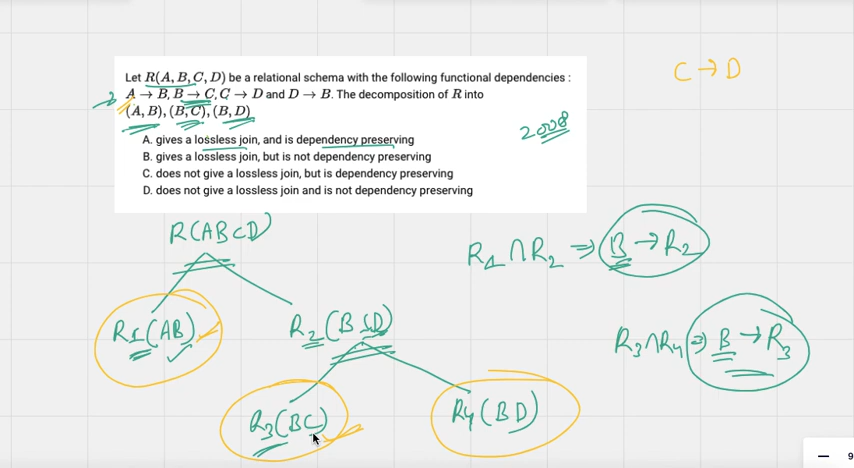 C → D
Let R(A, B, C, D) be a relational schema with the following functional dependencies :
A → B, B → C, C → D and D → B. The decomposition of R into
(A, B), (B, C), (B, D)
2008
A. gives a lossless join, and is dependency preserving
B. gives a lossless join, but is not dependency preserving
C. does not give a lossless join, but is dependency preserving
D. does not give a lossless join and is not dependency preserving
R(ABCD)
R1 ∩ R2 ⇒ B → R2
R1(AB)
R2(BCD)
R3 ∩ R4 ⇒ B → R3
R3(BC)
R4(BD)
9